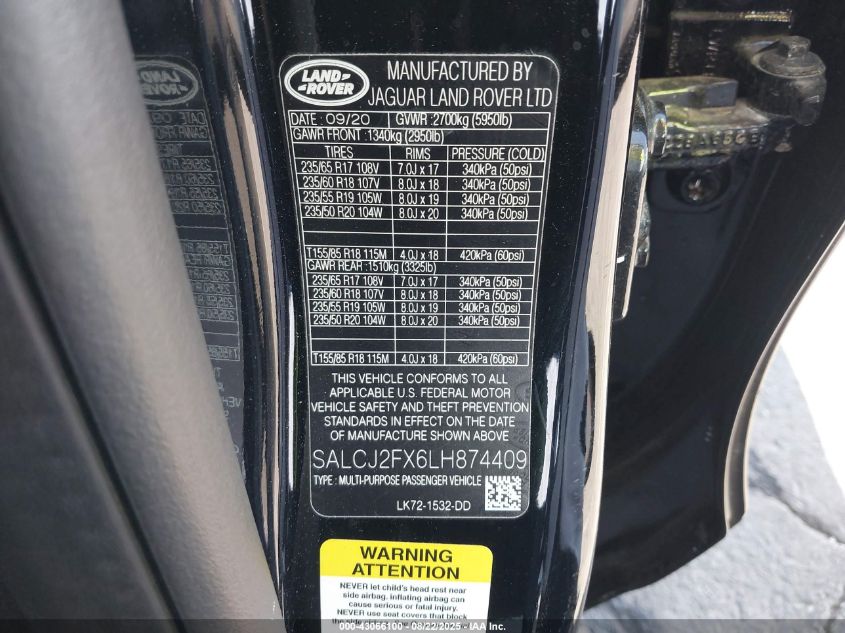 LAND ROVER
MANUFACTURED BY
JAGUAR LAND ROVER LTD
DATE : 09/20 GVWR :2700kg (5950lb)
GAWR FRONT : 1340kg (2950lb)
TIRES RIMS PRESSURE (COLD)
235/65 R17 108V 7.0J x 17 340kPa (50psi)
235/60 R18 107V 8.0J x 18 340kPa (50psi)
235/55 R19 105W 8.0J x 19 340kPa (50psi)
235/50 R20 104W 8.0J x 20 340kPa (50psi)
T155/85 R18 115M 4.0J x 18 420kPa (60psi)
GAWR REAR :1510kg (3325lb)
235/65 R17 108V 7.0J x 17 340kPa (50psi)
235/60 R18 107V 8.0J x 18 340kPa (50psi)
235/55 R19 105W 8.0J x 19 340kPa (50psi)
235/50 R20 104W 8.0J x 20 340kPa (50psi)
T155/85 R18 115M 4.0J x 18 420kPa (60psi)
THIS VEHICLE CONFORMS TO ALL
APPLICABLE U.S. FEDERAL MOTOR
VEHICLE SAFETY AND THEFT PREVENTION
STANDARDS IN EFFECT ON THE DATE
OF MANUFACTURE SHOWN ABOVE
SALCJ2FX6LH874409
TYPE : MULTI-PURPOSE PASSENGER VEHICLE
LK72-1532-DD
WARNING
ATTENTION
NEVER let child's head rest near
side airbag. inflating airbag can
cause serious or fatal injury.
NEVER use seat covers that block
000-43066100 - 08/22/2025 - IAA Inc.